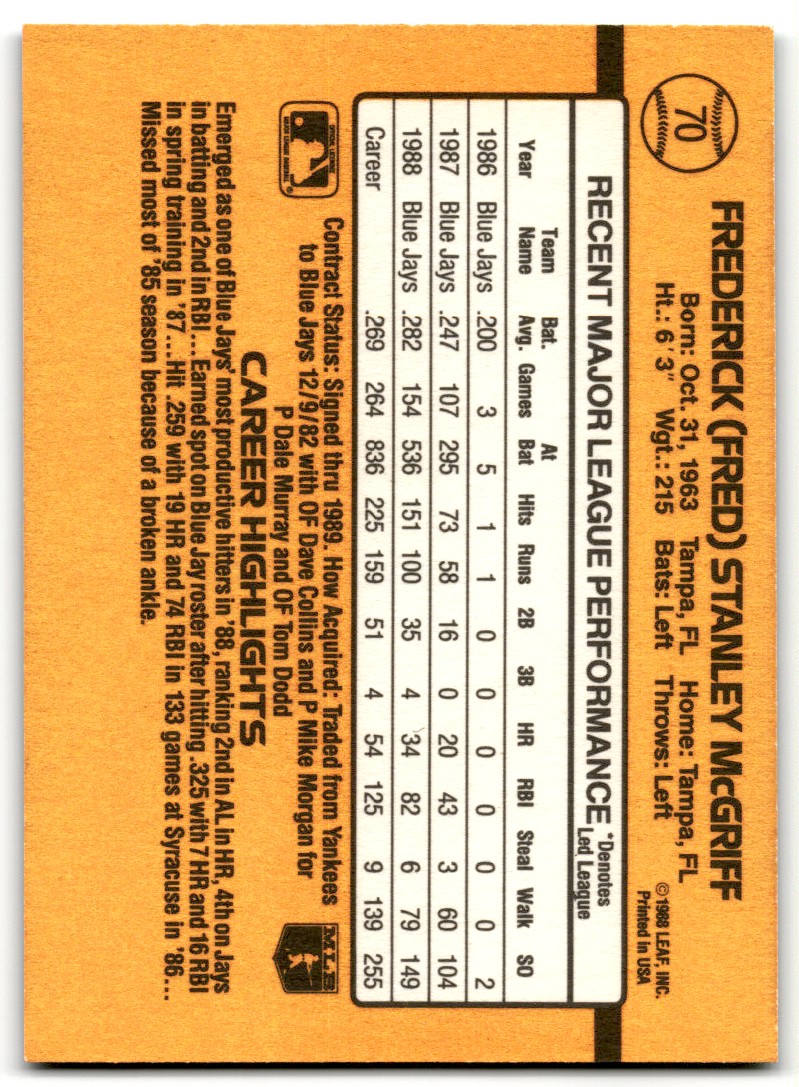 70
FREDERICK (FRED) STANLEY McGRIFF
Born: Oct. 31, 1963 Tampa, FL Home: Tampa, FL
Ht.: 6'3" Wgt.: 215 Bats: Left Throws: Left
©1988 LEAF, INC.
Printed in USA
RECENT MAJOR LEAGUE PERFORMANCE *Denotes Led League
Year Team Name Bat. Avg. Games At Bat Hits Runs 2B 3B HR RBI Steal Walk SO
1986 Blue Jays .200 3 5 1 1 0 0 0 0 0 0 2
1987 Blue Jays .247 107 295 73 58 16 0 20 43 3 60 104
1988 Blue Jays .282 154 536 151 100 35 4 34 82 6 79 149
Career .269 264 836 225 159 51 4 54 125 9 139 255
Contract Status: Signed thru 1989. How Acquired: Traded from Yankees
to Blue Jays 12/9/82 with OF Dave Collins and P Mike Morgan for
P Dale Murray and OF Tom Dodd
MLB
CAREER HIGHLIGHTS
Emerged as one of Blue Jays' most productive hitters in '88, ranking 2nd in AL in HR, 4th on Jays
in batting and 2nd in RBI... Earned spot on Blue Jay roster after hitting .325 with 7 HR and 16 RBI
in spring training in '87... Hit .259 with 19 HR and 74 RBI in 133 games at Syracuse in '86...
Missed most of '85 season because of a broken ankle.